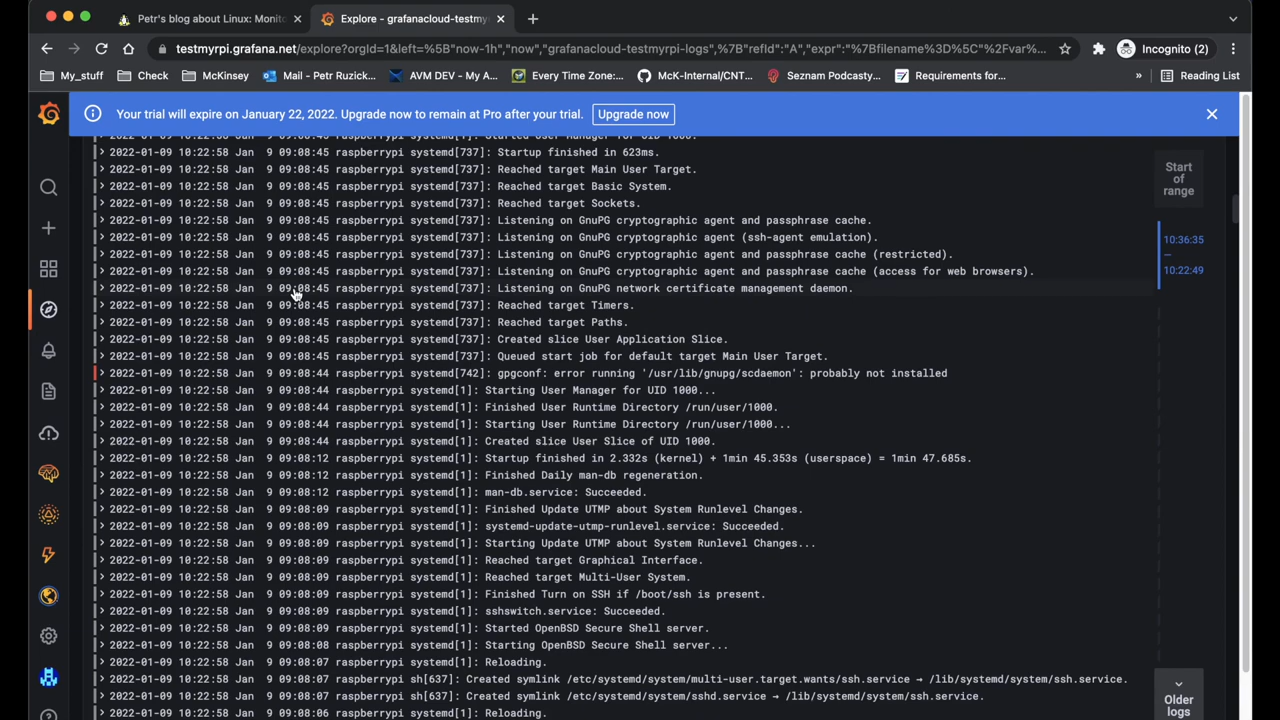 Petr's blog about Linux: Monito
Explore - grafanacloud-testmyrp
testmyrpi.grafana.net/explore?orgId=1&left=%5B"now-1h","now","grafanacloud-testmyrpi-logs",%7B"refId":"A","expr":"%7Bfilename%3D%5C"%2Fvar%...
Incognito (2)
My_stuff
Check
McKinsey
Mail - Petr Ruzick...
AVM DEV - My A...
Every Time Zone:...
McK-Internal/CNT...
Seznam Podcasty...
Requirements for...
»
Reading List
Your trial will expire on January 22, 2022. Upgrade now to remain at Pro after your trial.
Upgrade now
2022-01-09 10:22:58 Jan  9 09:08:45 raspberrypi systemd[1]: Started User Manager for UID 1000.
2022-01-09 10:22:58 Jan  9 09:08:45 raspberrypi systemd[737]: Startup finished in 623ms.
2022-01-09 10:22:58 Jan  9 09:08:45 raspberrypi systemd[737]: Reached target Main User Target.
2022-01-09 10:22:58 Jan  9 09:08:45 raspberrypi systemd[737]: Reached target Basic System.
2022-01-09 10:22:58 Jan  9 09:08:45 raspberrypi systemd[737]: Reached target Sockets.
2022-01-09 10:22:58 Jan  9 09:08:45 raspberrypi systemd[737]: Listening on GnuPG cryptographic agent and passphrase cache.
2022-01-09 10:22:58 Jan  9 09:08:45 raspberrypi systemd[737]: Listening on GnuPG cryptographic agent (ssh-agent emulation).
2022-01-09 10:22:58 Jan  9 09:08:45 raspberrypi systemd[737]: Listening on GnuPG cryptographic agent and passphrase cache (restricted).
2022-01-09 10:22:58 Jan  9 09:08:45 raspberrypi systemd[737]: Listening on GnuPG cryptographic agent and passphrase cache (access for web browsers).
2022-01-09 10:22:58 Jan  9 09:08:45 raspberrypi systemd[737]: Listening on GnuPG network certificate management daemon.
2022-01-09 10:22:58 Jan  9 09:08:45 raspberrypi systemd[737]: Reached target Timers.
2022-01-09 10:22:58 Jan  9 09:08:45 raspberrypi systemd[737]: Reached target Paths.
2022-01-09 10:22:58 Jan  9 09:08:45 raspberrypi systemd[737]: Created slice User Application Slice.
2022-01-09 10:22:58 Jan  9 09:08:45 raspberrypi systemd[737]: Queued start job for default target Main User Target.
2022-01-09 10:22:58 Jan  9 09:08:44 raspberrypi systemd[742]: gpgconf: error running '/usr/lib/gnupg/scdaemon': probably not installed
2022-01-09 10:22:58 Jan  9 09:08:44 raspberrypi systemd[1]: Starting User Manager for UID 1000...
2022-01-09 10:22:58 Jan  9 09:08:44 raspberrypi systemd[1]: Finished User Runtime Directory /run/user/1000.
2022-01-09 10:22:58 Jan  9 09:08:44 raspberrypi systemd[1]: Starting User Runtime Directory /run/user/1000...
2022-01-09 10:22:58 Jan  9 09:08:44 raspberrypi systemd[1]: Created slice User Slice of UID 1000.
2022-01-09 10:22:58 Jan  9 09:08:12 raspberrypi systemd[1]: Startup finished in 2.332s (kernel) + 1min 45.353s (userspace) = 1min 47.685s.
2022-01-09 10:22:58 Jan  9 09:08:12 raspberrypi systemd[1]: Finished Daily man-db regeneration.
2022-01-09 10:22:58 Jan  9 09:08:12 raspberrypi systemd[1]: man-db.service: Succeeded.
2022-01-09 10:22:58 Jan  9 09:08:09 raspberrypi systemd[1]: Finished Update UTMP about System Runlevel Changes.
2022-01-09 10:22:58 Jan  9 09:08:09 raspberrypi systemd[1]: systemd-update-utmp-runlevel.service: Succeeded.
2022-01-09 10:22:58 Jan  9 09:08:09 raspberrypi systemd[1]: Starting Update UTMP about System Runlevel Changes...
2022-01-09 10:22:58 Jan  9 09:08:09 raspberrypi systemd[1]: Reached target Graphical Interface.
2022-01-09 10:22:58 Jan  9 09:08:09 raspberrypi systemd[1]: Reached target Multi-User System.
2022-01-09 10:22:58 Jan  9 09:08:09 raspberrypi systemd[1]: Finished Turn on SSH if /boot/ssh is present.
2022-01-09 10:22:58 Jan  9 09:08:09 raspberrypi systemd[1]: sshswitch.service: Succeeded.
2022-01-09 10:22:58 Jan  9 09:08:09 raspberrypi systemd[1]: Started OpenBSD Secure Shell server.
2022-01-09 10:22:58 Jan  9 09:08:08 raspberrypi systemd[1]: Starting OpenBSD Secure Shell server...
2022-01-09 10:22:58 Jan  9 09:08:07 raspberrypi systemd[1]: Reloading.
2022-01-09 10:22:58 Jan  9 09:08:07 raspberrypi sh[637]: Created symlink /etc/systemd/system/multi-user.target.wants/ssh.service → /lib/systemd/system/ssh.service.
2022-01-09 10:22:58 Jan  9 09:08:07 raspberrypi sh[637]: Created symlink /etc/systemd/system/sshd.service → /lib/systemd/system/ssh.service.
2022-01-09 10:22:58 Jan  9 09:08:06 raspberrypi systemd[1]: Reloading.
Start
of
range
10:36:35
—
10:22:49
Older
logs